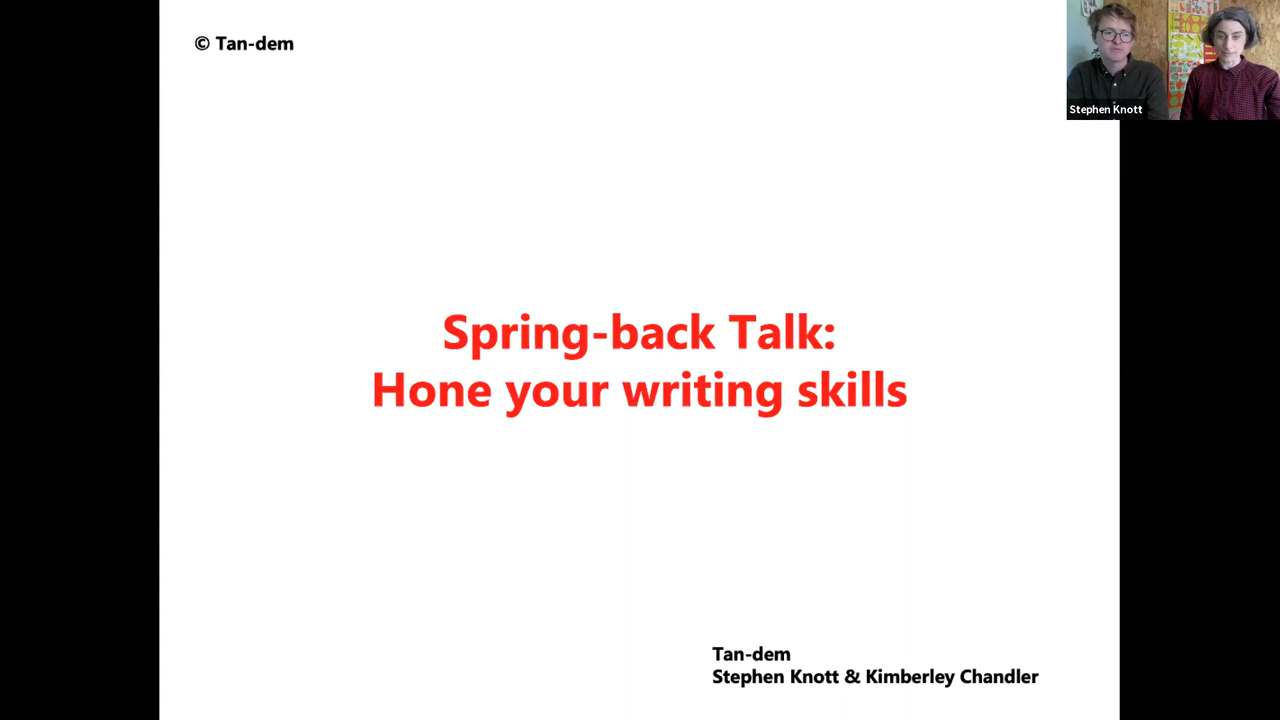 © Tan-dem
Stephen Knott
Spring-back Talk:
Hone your writing skills
Tan-dem
Stephen Knott & Kimberley Chandler